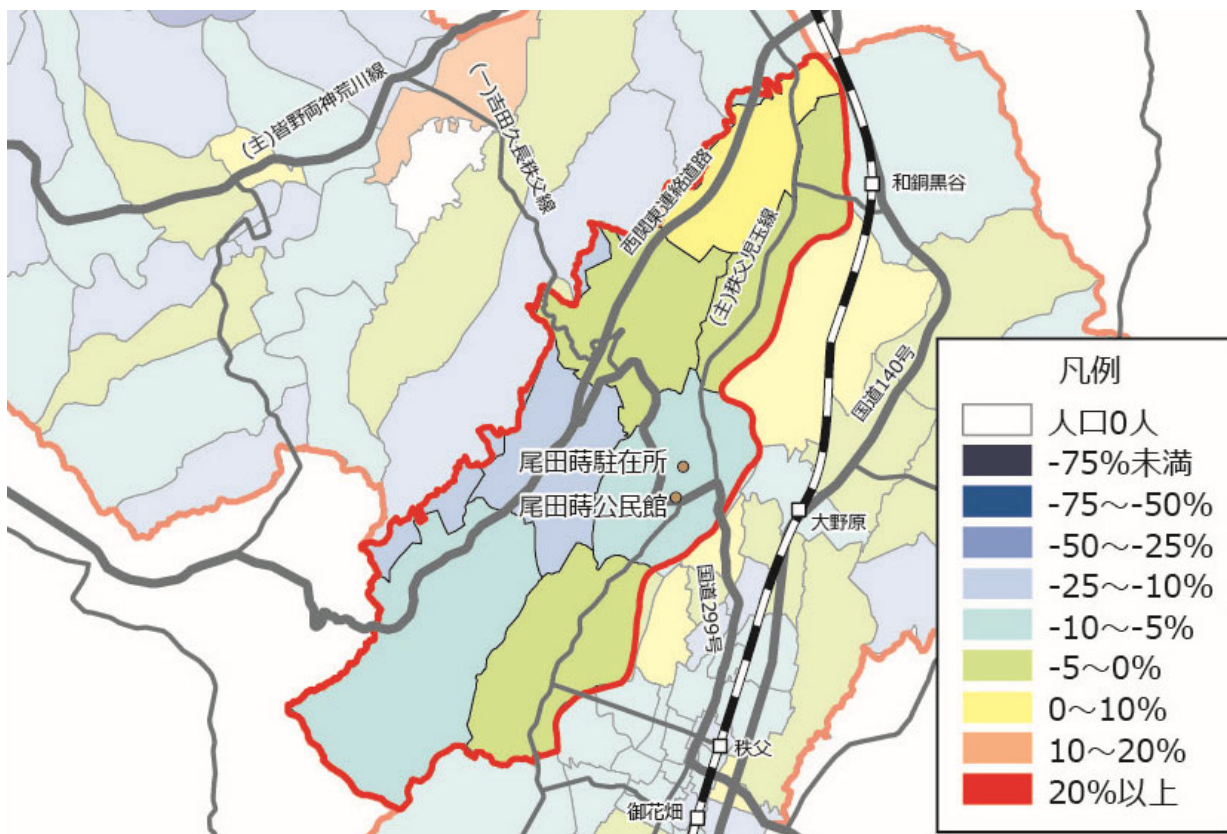 (主)皆野両神荒川線
(一)吉田久長秩父線
西関東連絡道路
(主)秩父児玉線
和銅黒谷
国道140号
尾田蒔駐在所
尾田蒔公民館
大野原
国道299号
秩父
御花畑
凡例
人口0人
-75%未満
-75～-50%
-50～-25%
-25～-10%
-10～-5%
-5～0%
0～10%
10～20%
20%以上